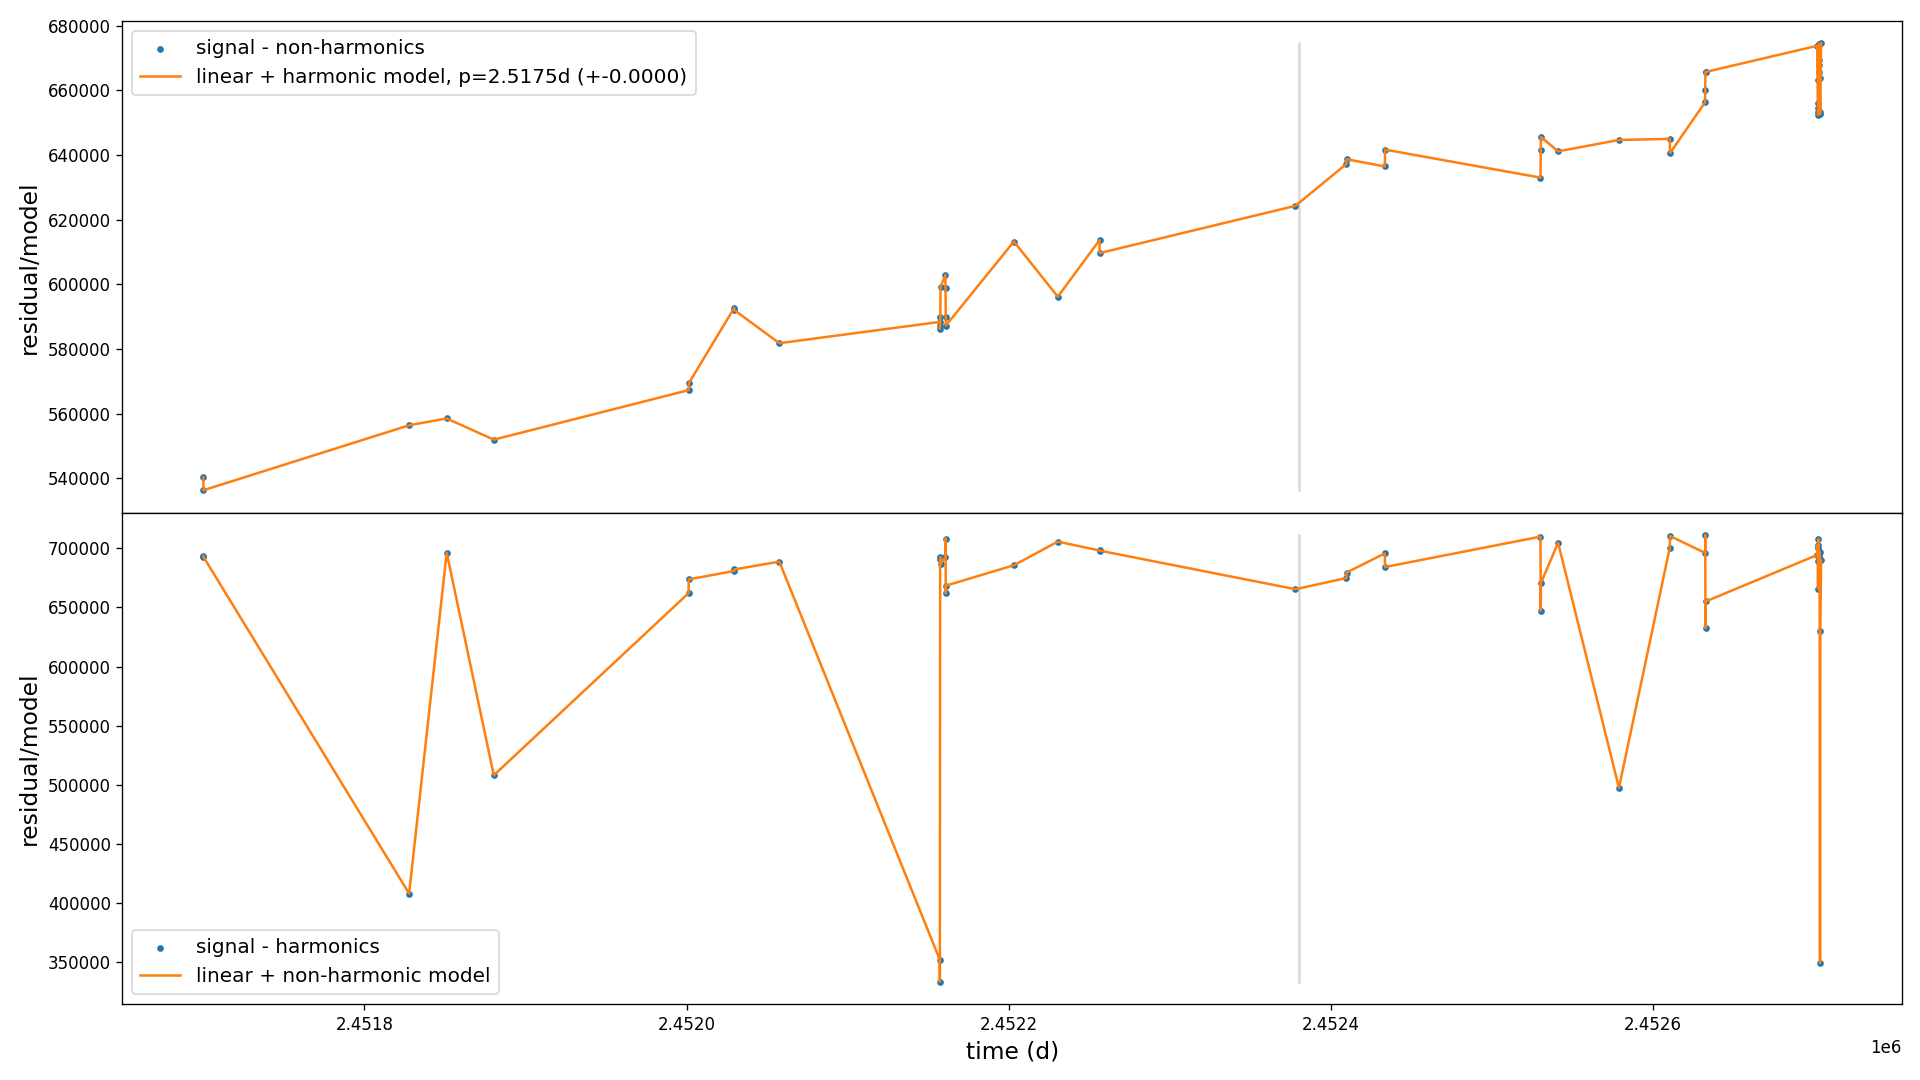 680000
660000
640000
620000
600000
580000
560000
540000
residual/model
signal - non-harmonics
linear + harmonic model, p=2.5175d (+-0.0000)
700000
650000
600000
550000
500000
450000
400000
350000
residual/model
signal - harmonics
linear + non-harmonic model
2.4518
2.4520
2.4522
2.4524
2.4526
1e6
time (d)